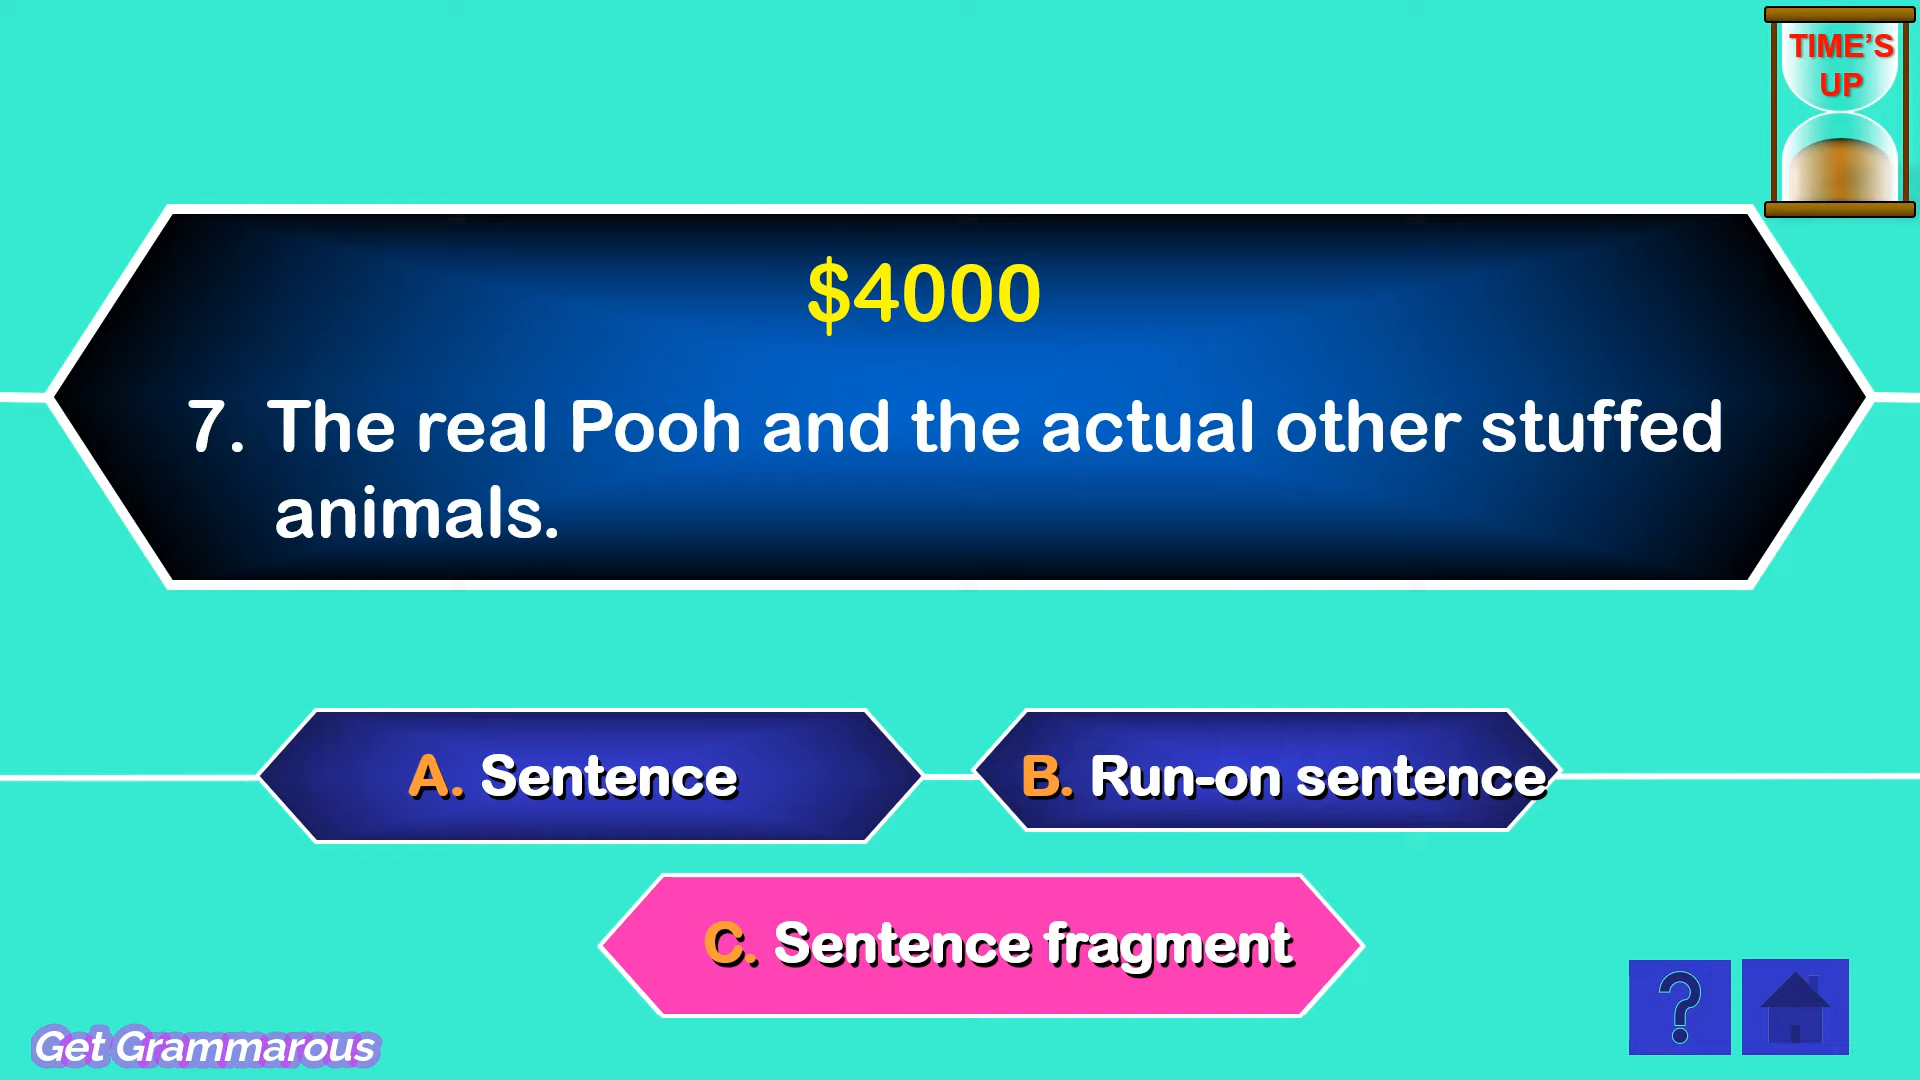 TIME’S
UP
$4000
7. The real Pooh and the actual other stuffed
animals.
A. Sentence
B. Run-on sentence
C. Sentence fragment
?
Get Grammarous